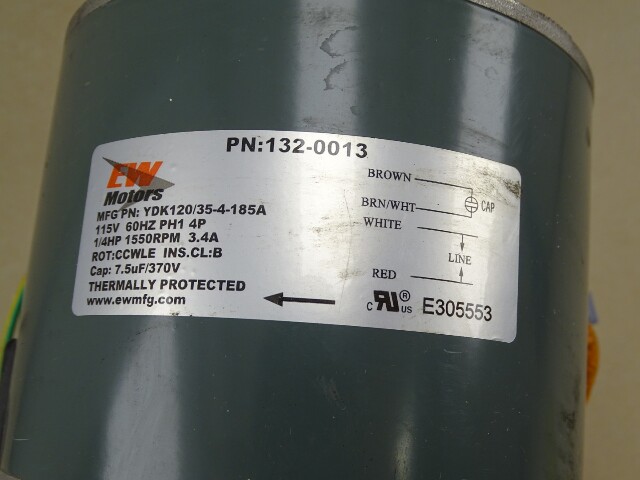 PN:132-0013
EW
Motors
MFG PN: YDK120/35-4-185A
115V 60HZ PH1 4P
1/4HP 1550RPM 3.4A
ROT:CCWLE INS.CL:B
Cap: 7.5uF/370V
THERMALLY PROTECTED
www.ewmfg.com
BROWN
BRN/WHT
CAP
WHITE
LINE
RED
c RU ® US E305553